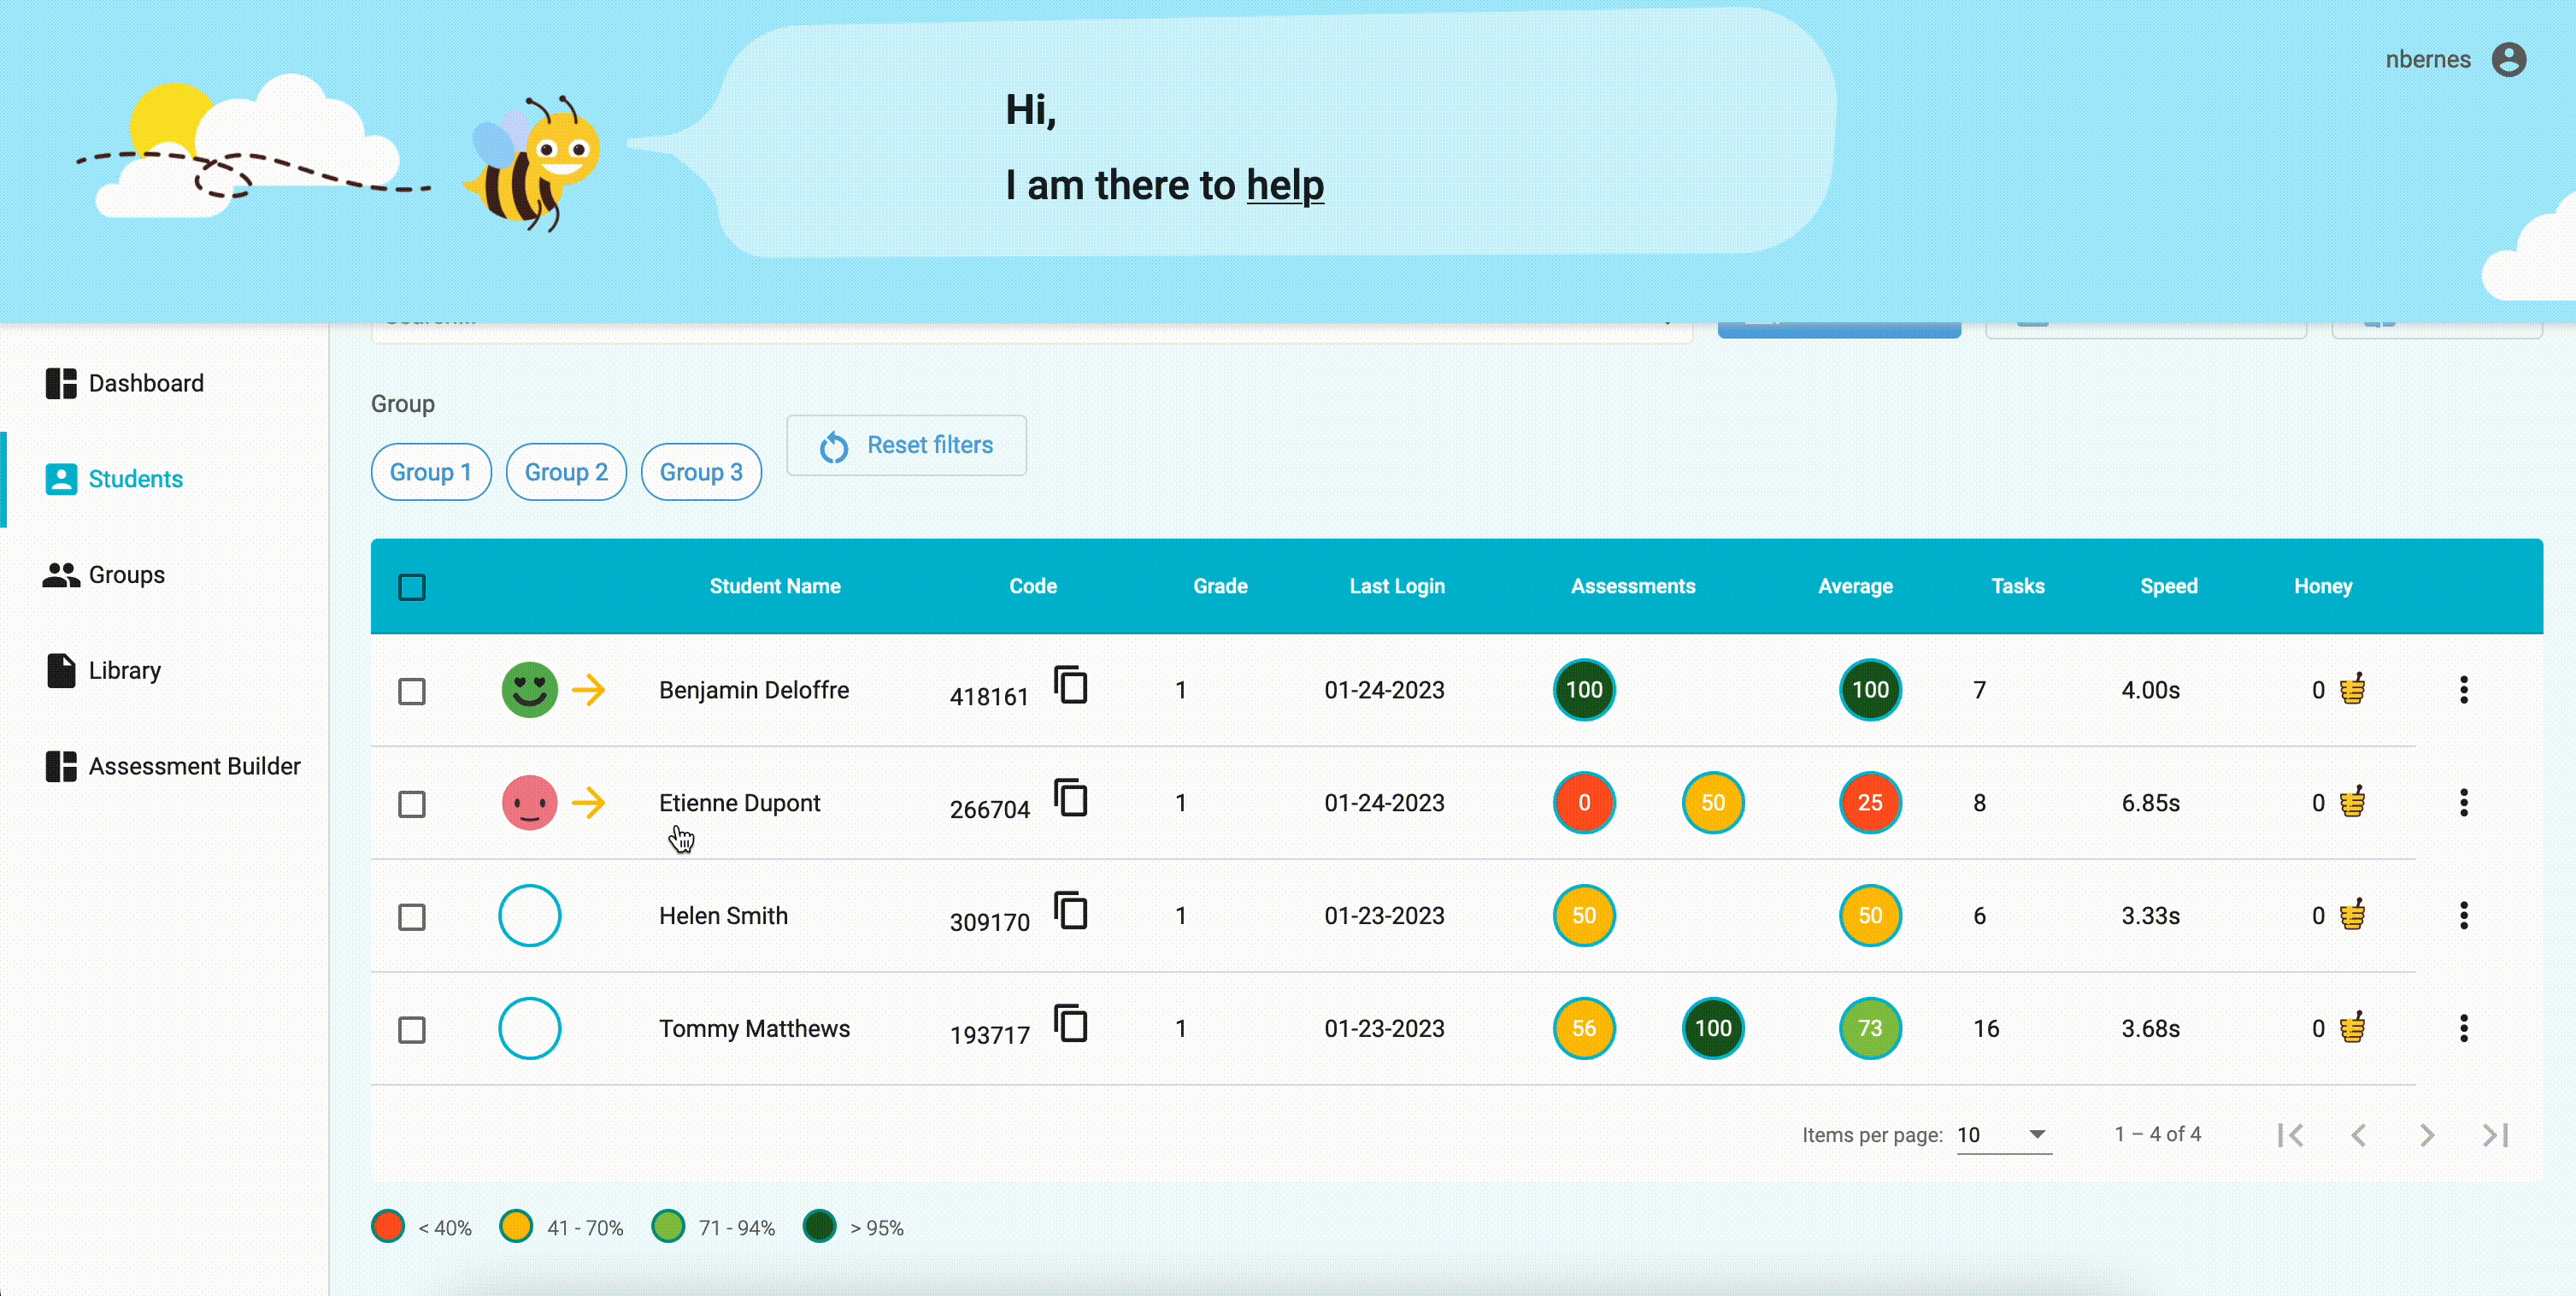 Hi,
I am there to help
nbernes
Dashboard
Students
Groups
Library
Assessment Builder
Group
Group 1 Group 2 Group 3 Reset filters
Student Name Code Grade Last Login Assessments Average Tasks Speed Honey
Benjamin Deloffre 418161 1 01-24-2023 100 100 7 4.00s 0
Etienne Dupont 266704 1 01-24-2023 0 50 25 8 6.85s 0
Helen Smith 309170 1 01-23-2023 50 50 6 3.33s 0
Tommy Matthews 193717 1 01-23-2023 56 100 73 16 3.68s 0
Items per page: 10 1 – 4 of 4
< 40% 41 - 70% 71 - 94% > 95%